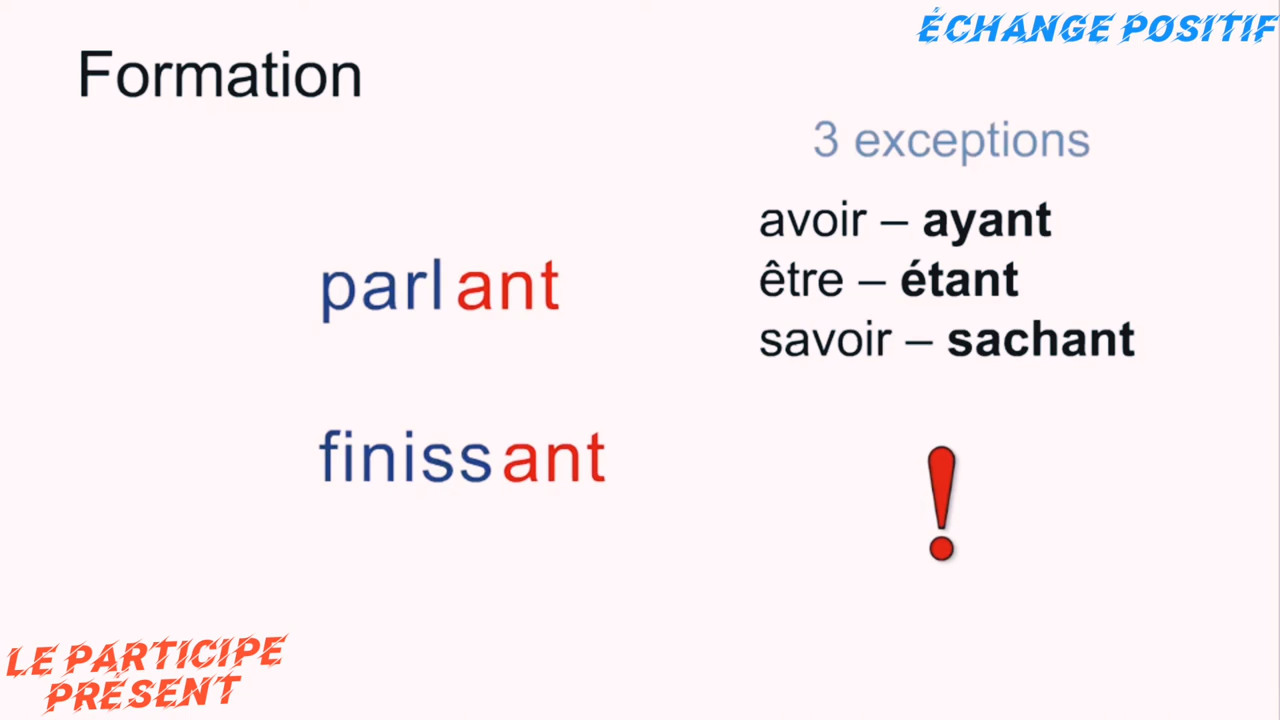 ÉCHANGE POSITIF
Formation
3 exceptions
avoir – ayant
être – étant
savoir – sachant
parlant
finissant
!
LE PARTICIPE
PRÉSENT